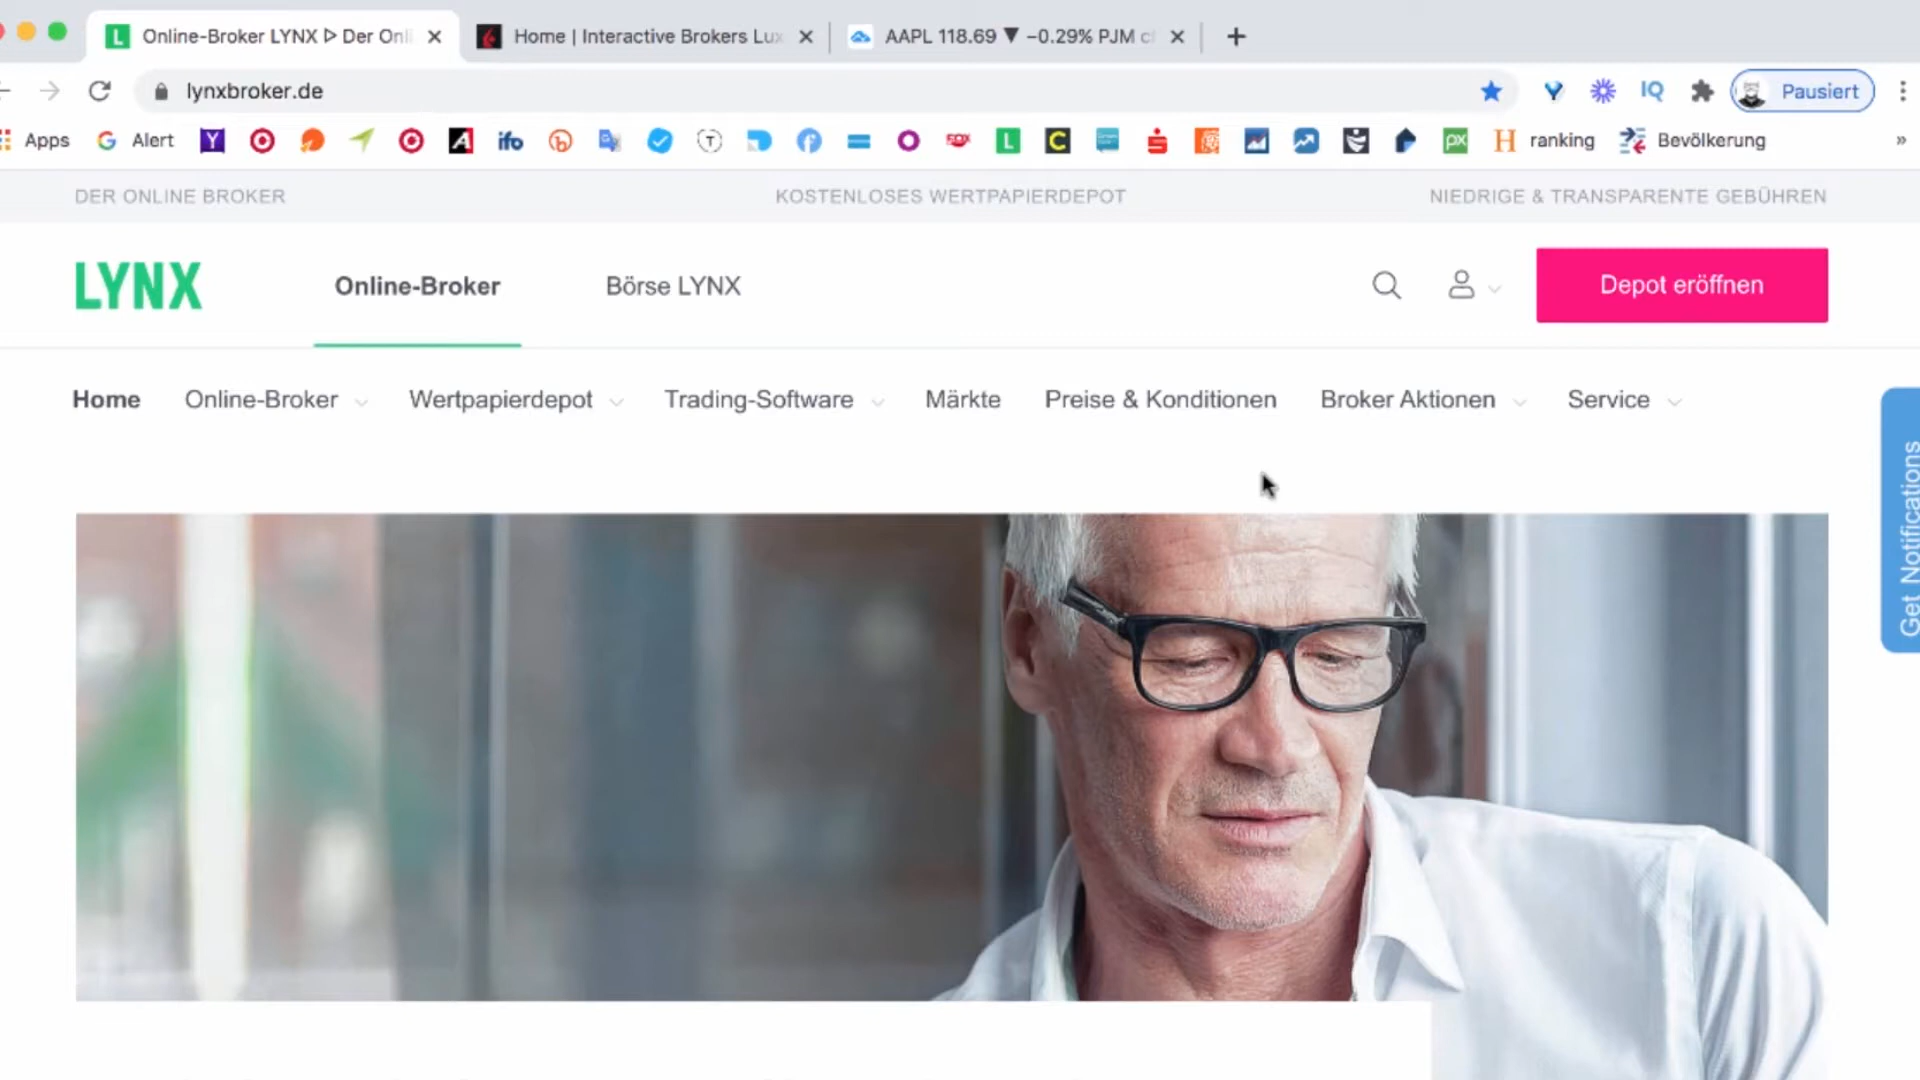 Online-Broker LYNX ᐅ Der Onl
Home | Interactive Brokers Lux
AAPL 118.69 ▼ −0.29% PJM c
lynxbroker.de
IQ
Pausiert
Apps
Alert
ifo
ranking
Bevölkerung
»
DER ONLINE BROKER
KOSTENLOSES WERTPAPIERDEPOT
NIEDRIGE & TRANSPARENTE GEBÜHREN
LYNX
Online-Broker
Börse LYNX
Depot eröffnen
Home
Online-Broker
Wertpapierdepot
Trading-Software
Märkte
Preise & Konditionen
Broker Aktionen
Service
Get Notifications